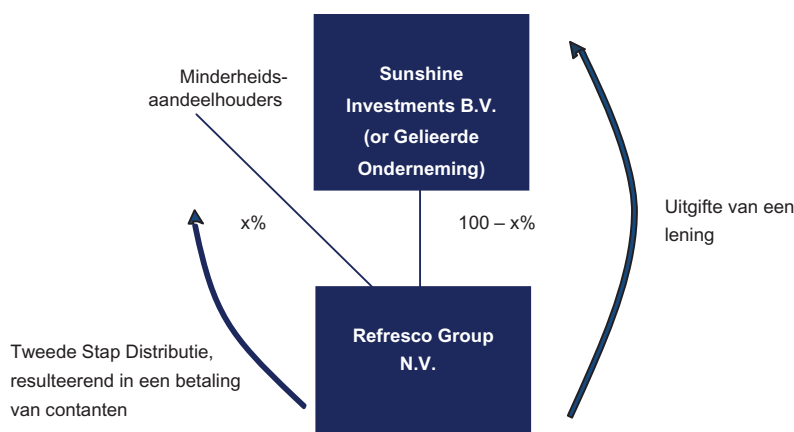 Minderheids-
aandeelhouders
Sunshine
Investments B.V.
(or Gelieerde
Onderneming)
x%
100 – x%
Uitgifte van een
lening
Refresco Group
N.V.
Tweede Stap Distributie,
resulteerend in een betaling
van contanten